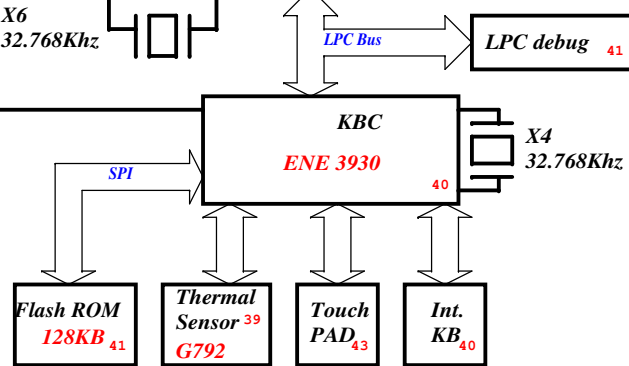 X6
32.768Khz
LPC Bus
LPC debug 41
KBC
ENE 3930
40
X4
32.768Khz
SPI
Flash ROM
128KB 41
Thermal
Sensor 39
G792
Touch
PAD 43
Int.
KB 40